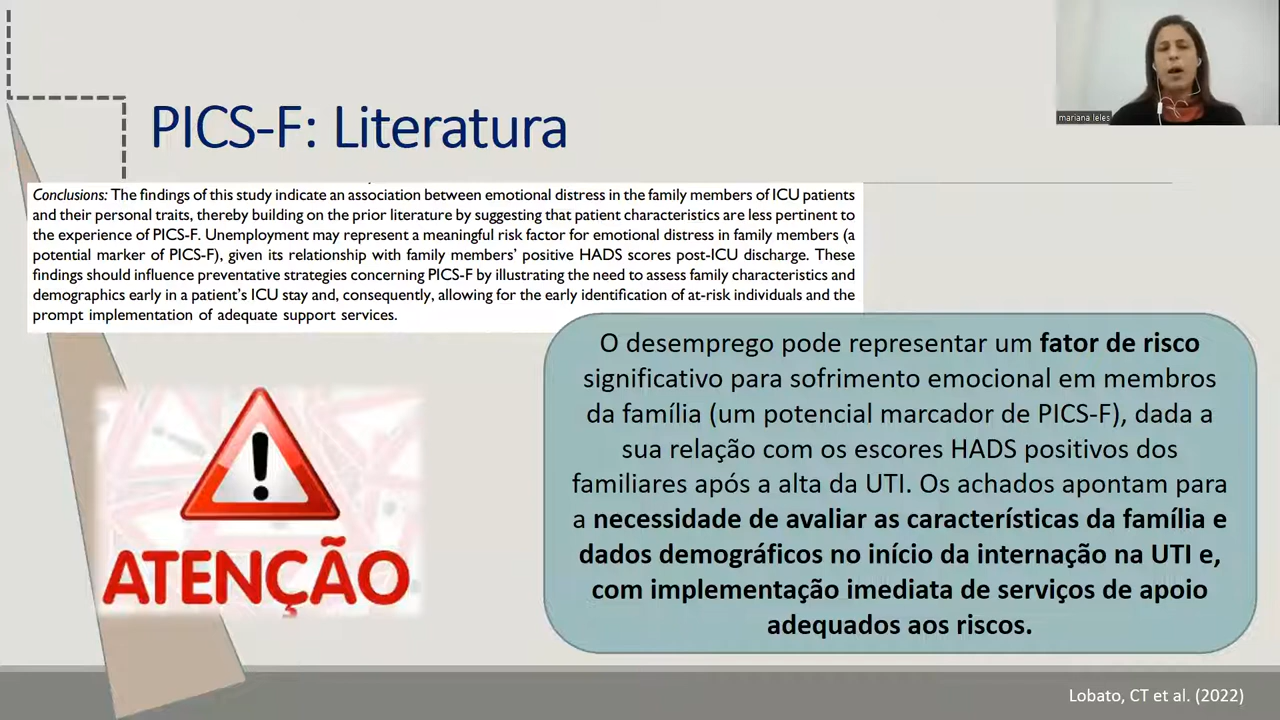 mariana leles
PICS-F: Literatura
Conclusions: The findings of this study indicate an association between emotional distress in the family members of ICU patients
and their personal traits, thereby building on the prior literature by suggesting that patient characteristics are less pertinent to
the experience of PICS-F. Unemployment may represent a meaningful risk factor for emotional distress in family members (a
potential marker of PICS-F), given its relationship with family members’ positive HADS scores post-ICU discharge. These
findings should influence preventative strategies concerning PICS-F by illustrating the need to assess family characteristics and
demographics early in a patient’s ICU stay and, consequently, allowing for the early identification of at-risk individuals and the
prompt implementation of adequate support services.
O desemprego pode representar um fator de risco
significativo para sofrimento emocional em membros
da família (um potencial marcador de PICS-F), dada a
sua relação com os escores HADS positivos dos
familiares após a alta da UTI. Os achados apontam para
a necessidade de avaliar as características da família e
dados demográficos no início da internação na UTI e,
com implementação imediata de serviços de apoio
adequados aos riscos.
ATENÇÃO
Lobato, CT et al. (2022)